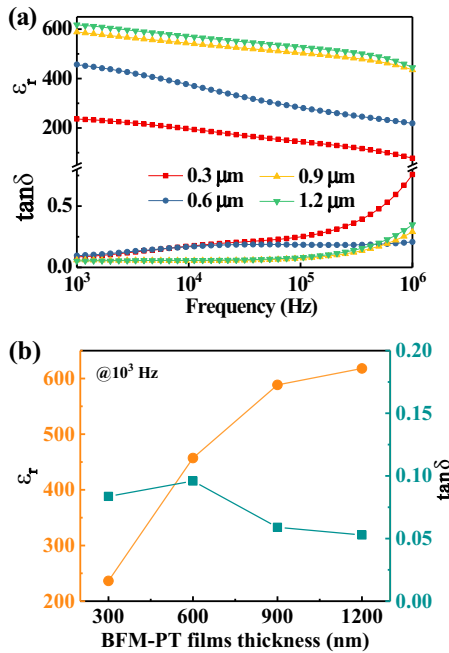 (a)
600
400
200
εr
0.5
0.0
tanδ
0.3 μm
0.9 μm
0.6 μm
1.2 μm
10³
10⁴
10⁵
10⁶
Frequency (Hz)
(b)
@10³ Hz
600
500
400
300
200
εr
0.20
0.15
0.10
0.05
0.00
tanδ
300
600
900
1200
BFM-PT films thickness (nm)